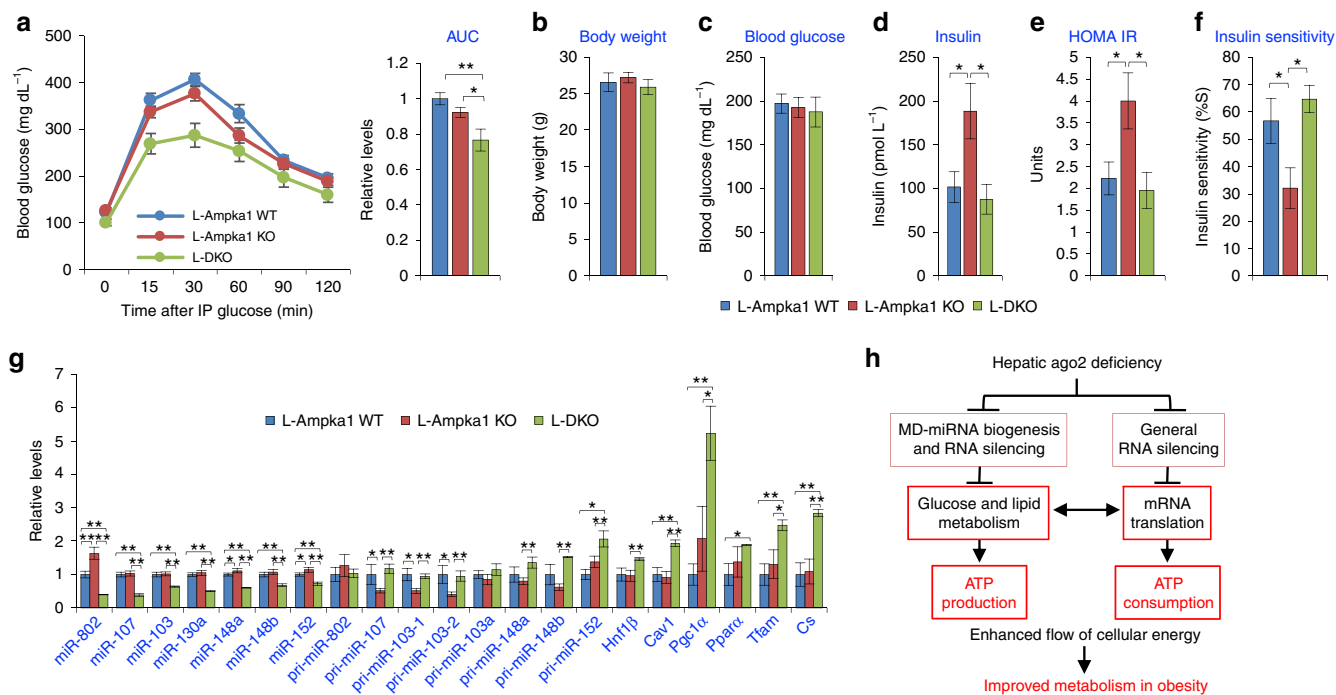 a
Blood glucose (mg dL⁻¹)
500
400
300
200
100
0
0 15 30 60 90 120
Time after IP glucose (min)
L-Ampka1 WT
L-Ampka1 KO
L-DKO
AUC
Relative levels
1.2
1
0.8
0.6
0.4
0.2
0
**
*
b
Body weight
Body weight (g)
30
25
20
15
10
5
0
c
Blood glucose
Blood glucose (mg dL⁻¹)
250
200
150
100
50
0
d
Insulin
Insulin (pmol L⁻¹)
250
200
150
100
50
0
* *
e
HOMA IR
Units
5
4.5
4
3.5
3
2.5
2
1.5
1
0.5
0
* *
f
Insulin sensitivity
Insulin sensitivity (%S)
80
70
60
50
40
30
20
10
0
*
*
L-Ampka1 WT L-Ampka1 KO L-DKO
g
Relative levels
7
6
5
4
3
2
1
0
L-Ampka1 WT L-Ampka1 KO L-DKO
miR-802
miR-107
miR-103
miR-130a
miR-148a
miR-148b
miR-152
pri-miR-802
pri-miR-107
pri-miR-103-1
pri-miR-103-2
pri-miR-103a
pri-miR-148a
pri-miR-148b
pri-miR-152
Hnf1β
Cav1
Pgc1α
Pparα
Tfam
Cs
h
Hepatic ago2 deficiency
MD-miRNA biogenesis
and RNA silencing
General
RNA silencing
Glucose and lipid
metabolism
mRNA
translation
ATP
production
ATP
consumption
Enhanced flow of cellular energy
Improved metabolism in obesity